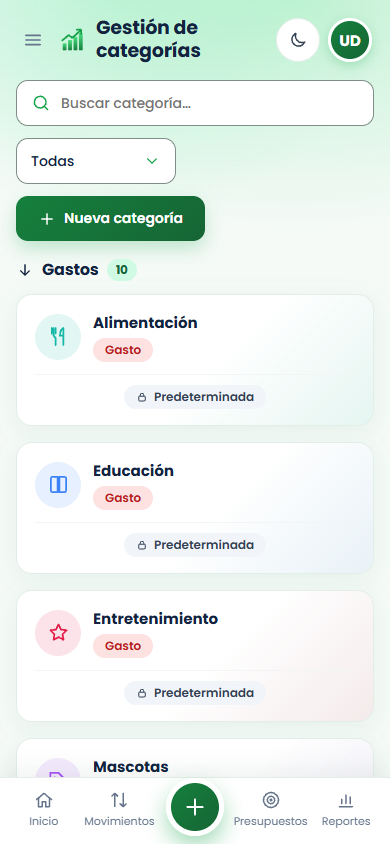 Gestión de
categorías
UD
Buscar categoría...
Todas
Nueva categoría
Gastos 10
Alimentación
Gasto
Predeterminada
Educación
Gasto
Predeterminada
Entretenimiento
Gasto
Predeterminada
Mascotas
Inicio Movimientos Presupuestos Reportes